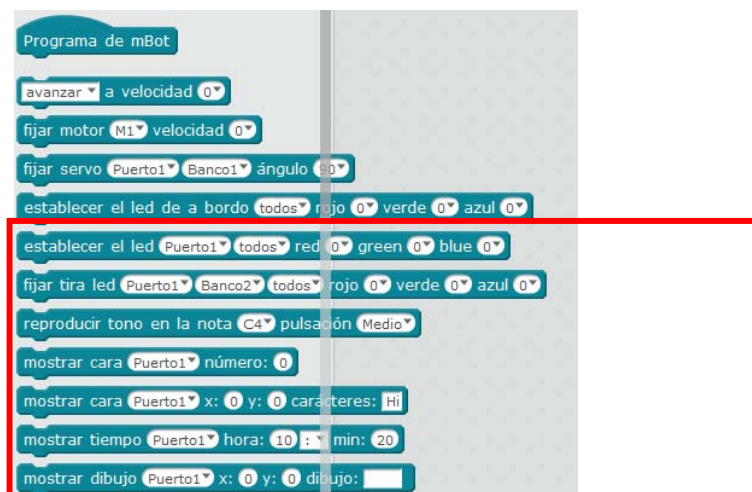 Programa de mBot
avanzar a velocidad 0
fijar motor M1 velocidad 0
fijar servo Puerto1 Banco1 ángulo 90
establecer el led de a bordo todos rojo 0 verde 0 azul 0
establecer el led Puerto1 todos red 0 green 0 blue 0
fijar tira led Puerto1 Banco2 todos rojo 0 verde 0 azul 0
reproducir tono en la nota C4 pulsación Medio
mostrar cara Puerto1 número: 0
mostrar cara Puerto1 x: 0 y: 0 carácteres: Hi
mostrar tiempo Puerto1 hora: 10 : min: 20
mostrar dibujo Puerto1 x: 0 y: 0 dibujo: